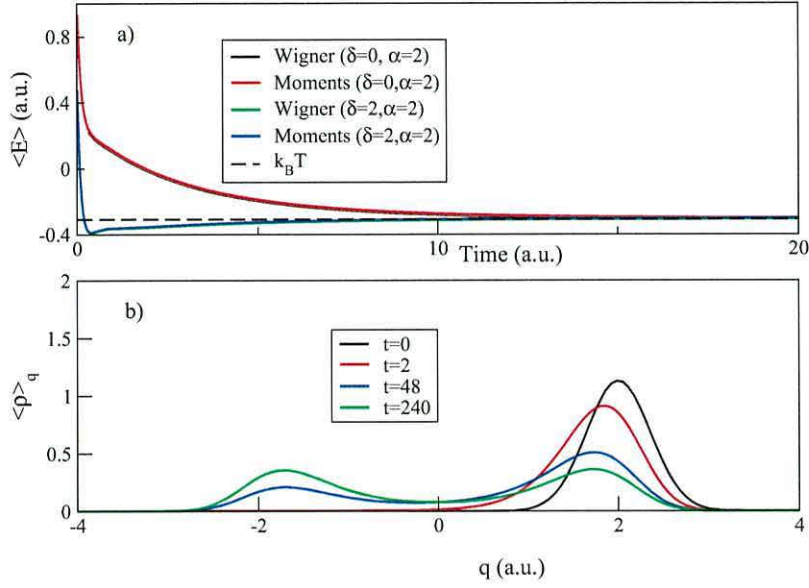 0.8
a)
Wigner (δ=0, α=2)
Moments (δ=0,α=2)
Wigner (δ=2,α=2)
Moments (δ=2,α=2)
k_BT
0.4
<E> (a.u.)
0
-0.4
0
10
20
Time (a.u.)
2
b)
t=0
t=2
t=48
t=240
1.5
1
<ρ>_q
0.5
0
-4
-2
0
2
4
q (a.u.)